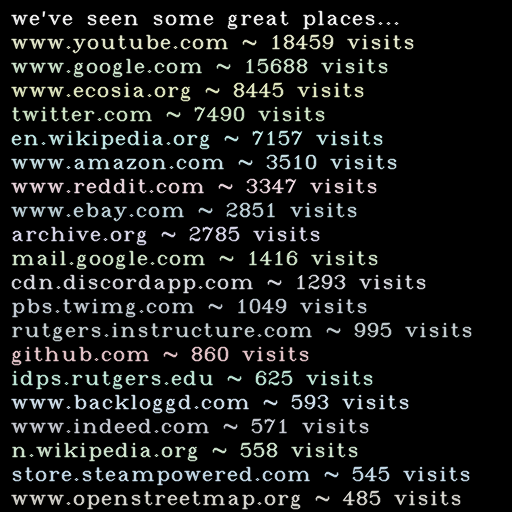 we've seen some great places...
www.youtube.com ~ 18459 visits
www.google.com ~ 15688 visits
www.ecosia.org ~ 8445 visits
twitter.com ~ 7490 visits
en.wikipedia.org ~ 7157 visits
www.amazon.com ~ 3510 visits
www.reddit.com ~ 3347 visits
www.ebay.com ~ 2851 visits
archive.org ~ 2785 visits
mail.google.com ~ 1416 visits
cdn.discordapp.com ~ 1293 visits
pbs.twimg.com ~ 1049 visits
rutgers.instructure.com ~ 995 visits
github.com ~ 860 visits
idps.rutgers.edu ~ 625 visits
www.backloggd.com ~ 593 visits
www.indeed.com ~ 571 visits
n.wikipedia.org ~ 558 visits
store.steampowered.com ~ 545 visits
www.openstreetmap.org ~ 485 visits